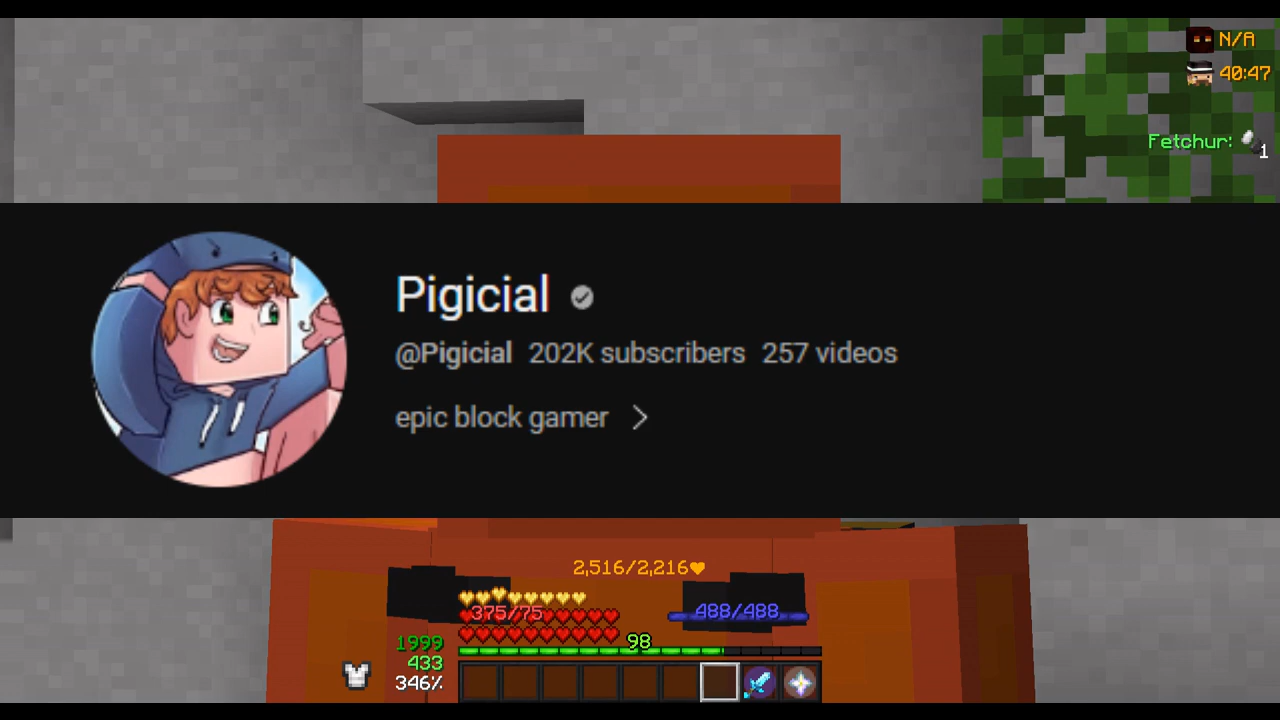 N/A
40:47
Fetchur: 1
Pigicial
@Pigicial 202K subscribers 257 videos
epic block gamer
2,516/2,216
375/75 488/488
1999 98
433
346%